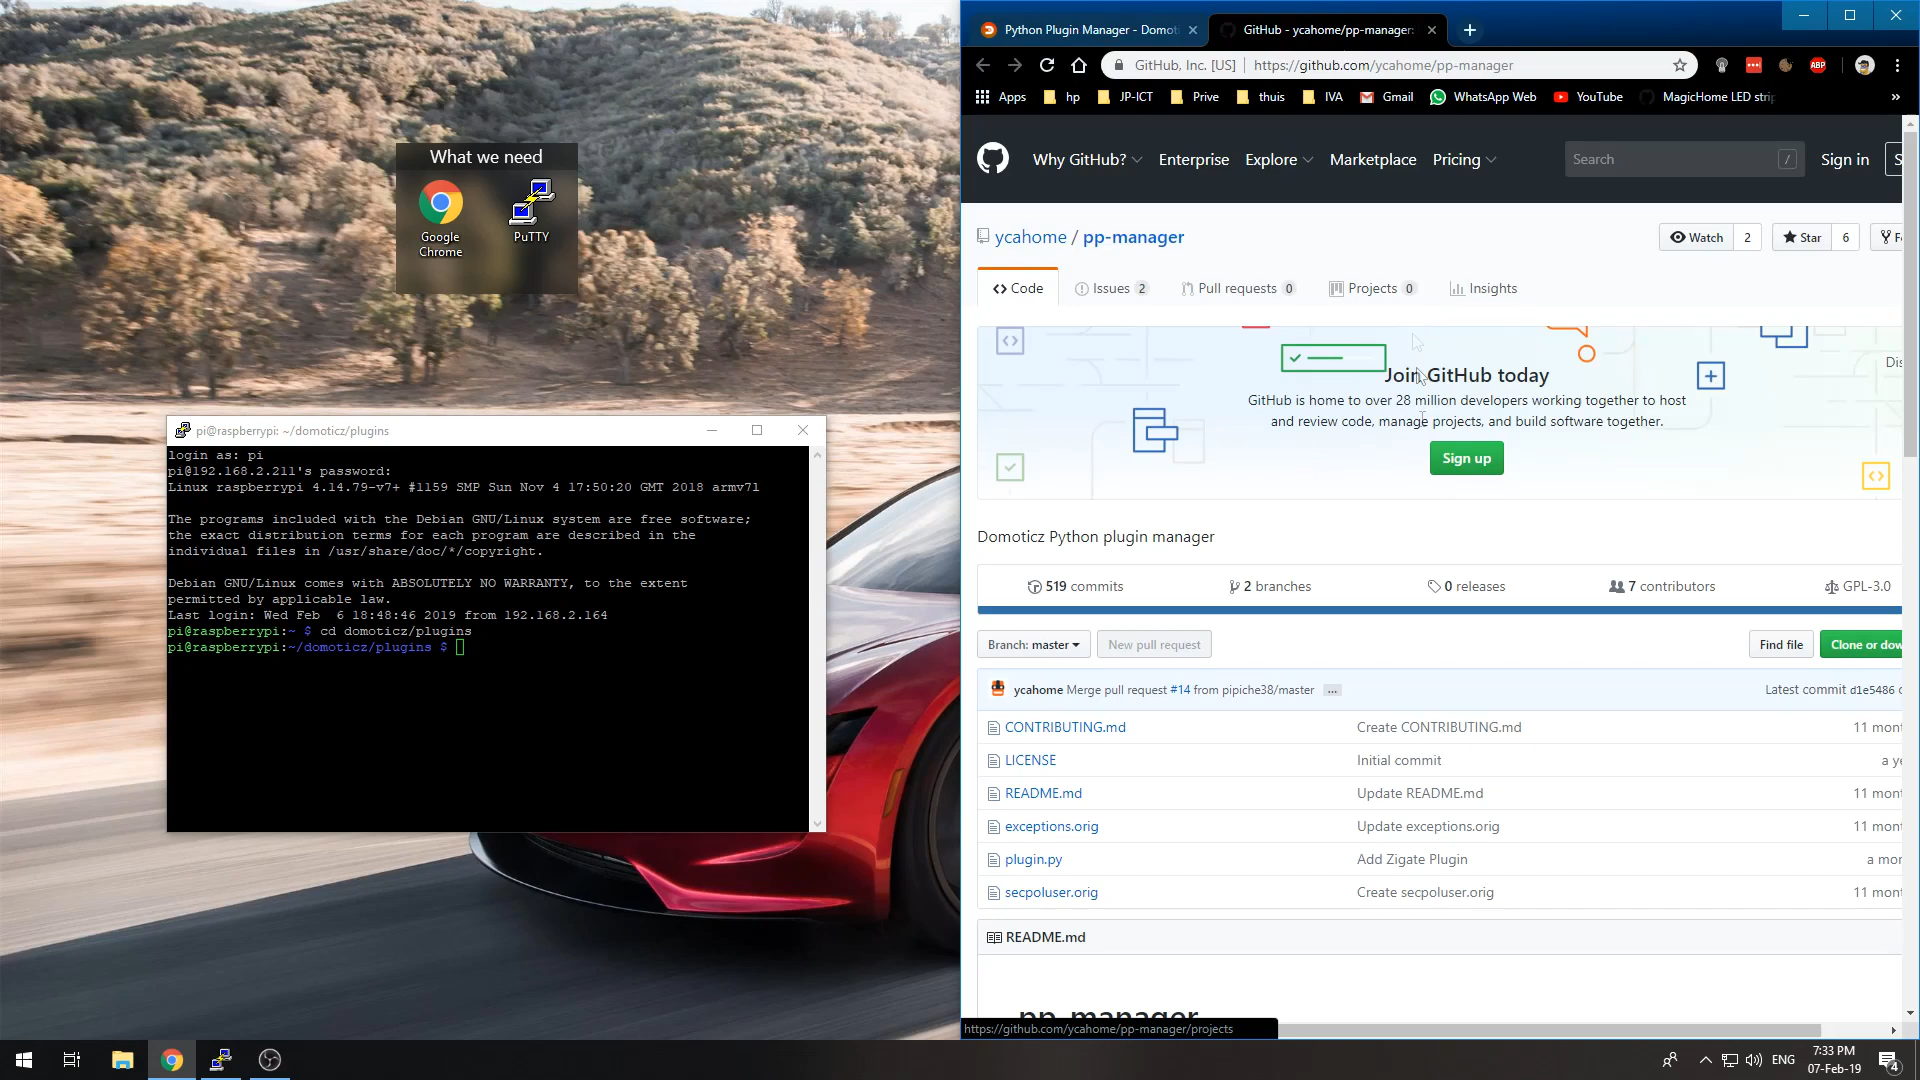 What we need
Google
Chrome
PuTTY
pi@raspberrypi: ~/domoticz/plugins
login as: pi
pi@192.168.2.211's password:
Linux raspberrypi 4.14.79-v7+ #1159 SMP Sun Nov 4 17:50:20 GMT 2018 armv7l
The programs included with the Debian GNU/Linux system are free software;
the exact distribution terms for each program are described in the
individual files in /usr/share/doc/*/copyright.
Debian GNU/Linux comes with ABSOLUTELY NO WARRANTY, to the extent
permitted by applicable law.
Last login: Wed Feb  6 18:48:46 2019 from 192.168.2.164
pi@raspberrypi:~ $ cd domoticz/plugins
pi@raspberrypi:~/domoticz/plugins $
Python Plugin Manager - Domot
GitHub - ycahome/pp-manager:
GitHub, Inc. [US] | https://github.com/ycahome/pp-manager
ABP
Apps hp JP-ICT Prive thuis IVA Gmail WhatsApp Web YouTube MagicHome LED strip »
Why GitHub? Enterprise Explore Marketplace Pricing Search / Sign in S
ycahome / pp-manager
Watch 2 Star 6 F
Code Issues 2 Pull requests 0 Projects 0 Insights
Dis
Join GitHub today
GitHub is home to over 28 million developers working together to host
and review code, manage projects, and build software together.
Sign up
Domoticz Python plugin manager
519 commits 2 branches 0 releases 7 contributors GPL-3.0
Branch: master New pull request Find file Clone or dow
ycahome Merge pull request #14 from pipiche38/master ... Latest commit d1e5486 o
CONTRIBUTING.md Create CONTRIBUTING.md 11 mont
LICENSE Initial commit a ye
README.md Update README.md 11 mont
exceptions.orig Update exceptions.orig 11 mont
plugin.py Add Zigate Plugin a mon
secpoluser.orig Create secpoluser.orig 11 mont
README.md
pp-manager
https://github.com/ycahome/pp-manager/projects
ENG
7:33 PM
07-Feb-19
4